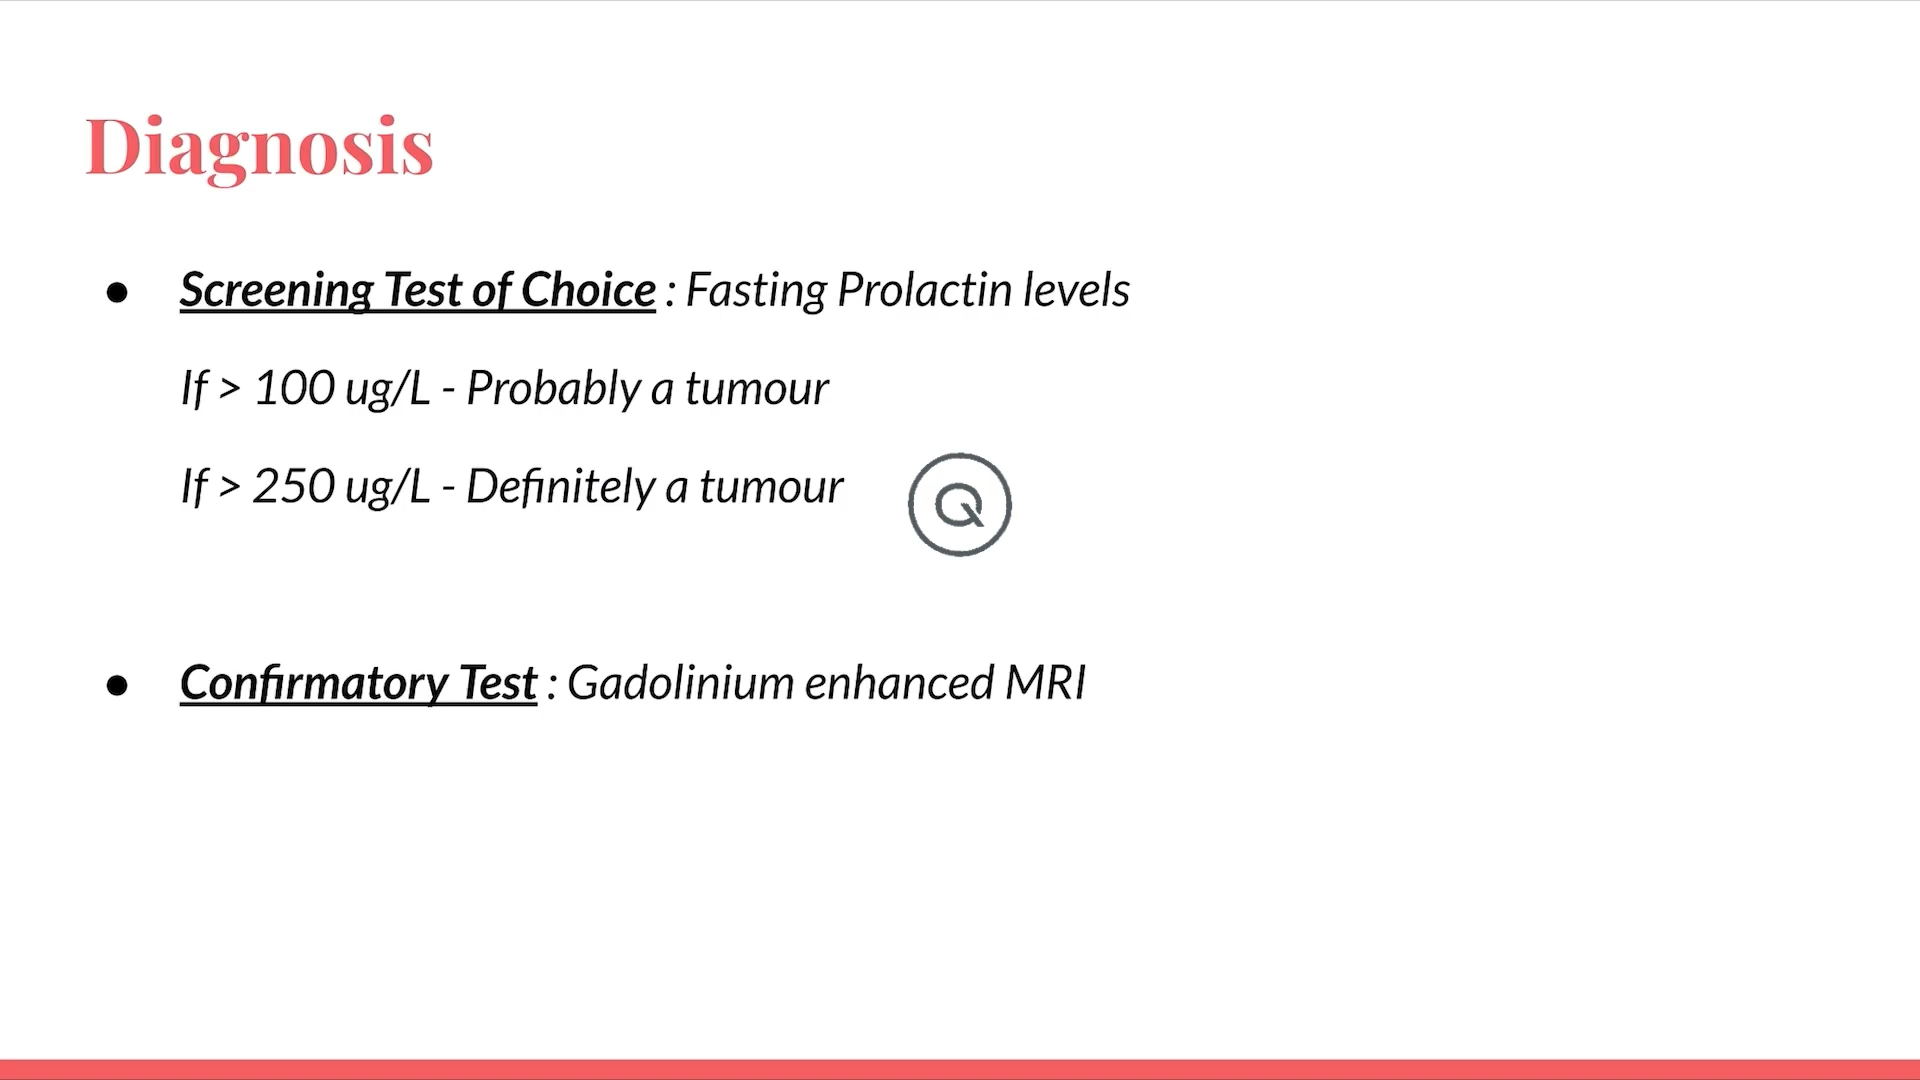 Diagnosis
● Screening Test of Choice : Fasting Prolactin levels
If > 100 ug/L - Probably a tumour
If > 250 ug/L - Definitely a tumour
Q
● Confirmatory Test : Gadolinium enhanced MRI